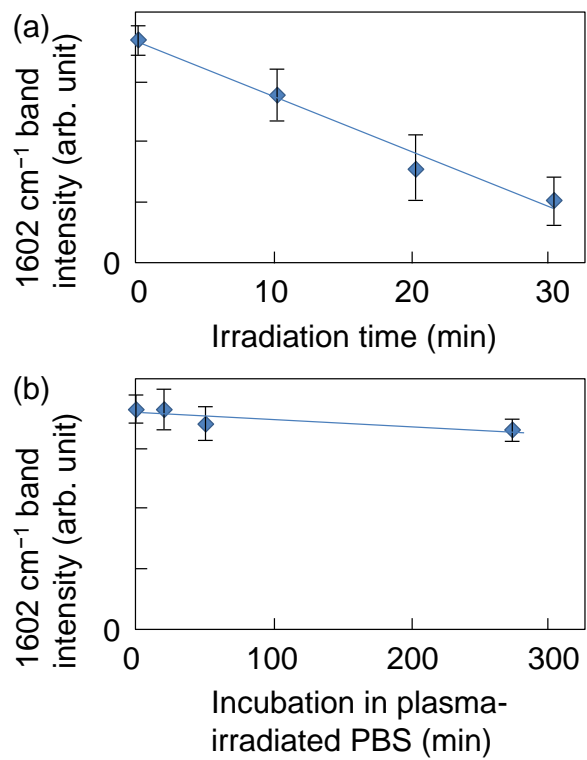 (a)
1602 cm⁻¹ band
intensity (arb. unit)
0
0 10 20 30
Irradiation time (min)
(b)
1602 cm⁻¹ band
intensity (arb. unit)
0
0 100 200 300
Incubation in plasma-
irradiated PBS (min)